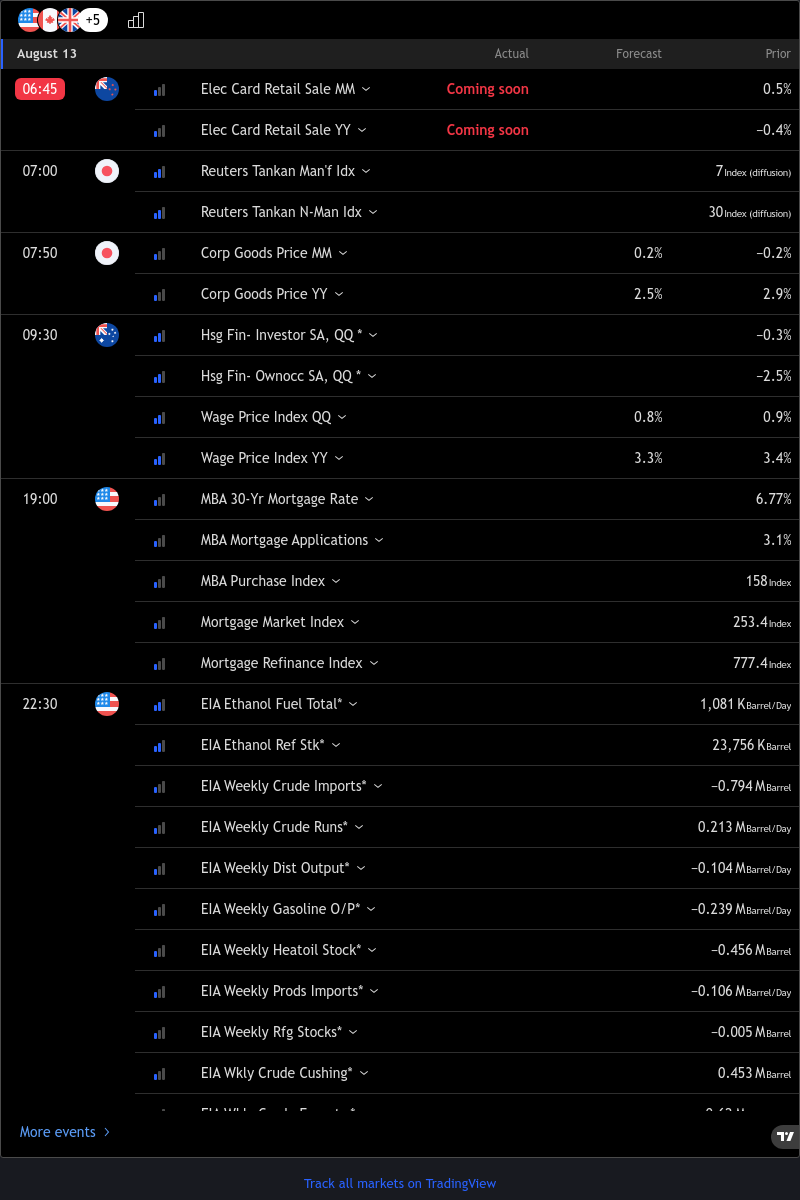 +5
August 13 Actual Forecast Prior
06:45 Elec Card Retail Sale MM Coming soon 0.5%
Elec Card Retail Sale YY Coming soon −0.4%
07:00 Reuters Tankan Man'f Idx 7 Index (diffusion)
Reuters Tankan N-Man Idx 30 Index (diffusion)
07:50 Corp Goods Price MM 0.2% −0.2%
Corp Goods Price YY 2.5% 2.9%
09:30 Hsg Fin- Investor SA, QQ * −0.3%
Hsg Fin- Ownocc SA, QQ * −2.5%
Wage Price Index QQ 0.8% 0.9%
Wage Price Index YY 3.3% 3.4%
19:00 MBA 30-Yr Mortgage Rate 6.77%
MBA Mortgage Applications 3.1%
MBA Purchase Index 158 Index
Mortgage Market Index 253.4 Index
Mortgage Refinance Index 777.4 Index
22:30 EIA Ethanol Fuel Total* 1,081 K Barrel/Day
EIA Ethanol Ref Stk* 23,756 K Barrel
EIA Weekly Crude Imports* −0.794 M Barrel
EIA Weekly Crude Runs* 0.213 M Barrel/Day
EIA Weekly Dist Output* −0.104 M Barrel/Day
EIA Weekly Gasoline O/P* −0.239 M Barrel/Day
EIA Weekly Heatoil Stock* −0.456 M Barrel
EIA Weekly Prods Imports* −0.106 M Barrel/Day
EIA Weekly Rfg Stocks* −0.005 M Barrel
EIA Wkly Crude Cushing* 0.453 M Barrel
More events
Track all markets on TradingView